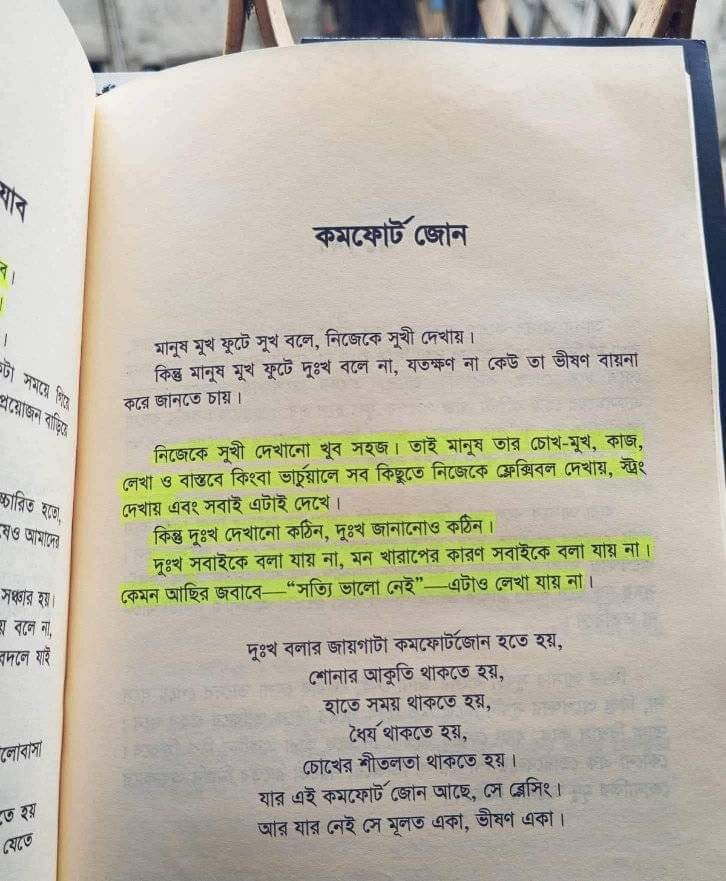 যাব
ব।
।
।
টা সময়ে গিয়ে
প্রয়োজন বাড়িয়ে
হতো,
আমাদের
সঞ্চার হয়।
য় বলে না,
বদলে যাই
লোবাসা
তে হয়
যেতে
কমফোর্ট জোন
মানুষ মুখ ফুটে সুখ বলে, নিজেকে সুখী দেখায়।
কিন্তু মানুষ মুখ ফুটে দুঃখ বলে না, যতক্ষণ না কেউ তা ভীষণ বায়না
করে জানতে চায়।
নিজেকে সুখী দেখানো খুব সহজ। তাই মানুষ তার চোখ-মুখ, কাজ,
লেখা ও বাস্তবে কিংবা ভার্চুয়ালে সব কিছুতে নিজেকে ফ্লেক্সিবল দেখায়, স্ট্রং
দেখায় এবং সবাই এটাই দেখে।
কিন্তু দুঃখ দেখানো কঠিন, দুঃখ জানানোও কঠিন।
দুঃখ সবাইকে বলা যায় না, মন খারাপের কারণ সবাইকে বলা যায় না।
কেমন আছির জবাবে—“সত্যি ভালো নেই”—এটাও লেখা যায় না।
দুঃখ বলার জায়গাটা কমফোর্টজোন হতে হয়,
শোনার আকুতি থাকতে হয়,
হাতে সময় থাকতে হয়,
ধৈর্য থাকতে হয়,
চোখের শীতলতা থাকতে হয়।
যার এই কমফোর্ট জোন আছে, সে ব্লেসিং।
আর যার নেই সে মূলত একা, ভীষণ একা।